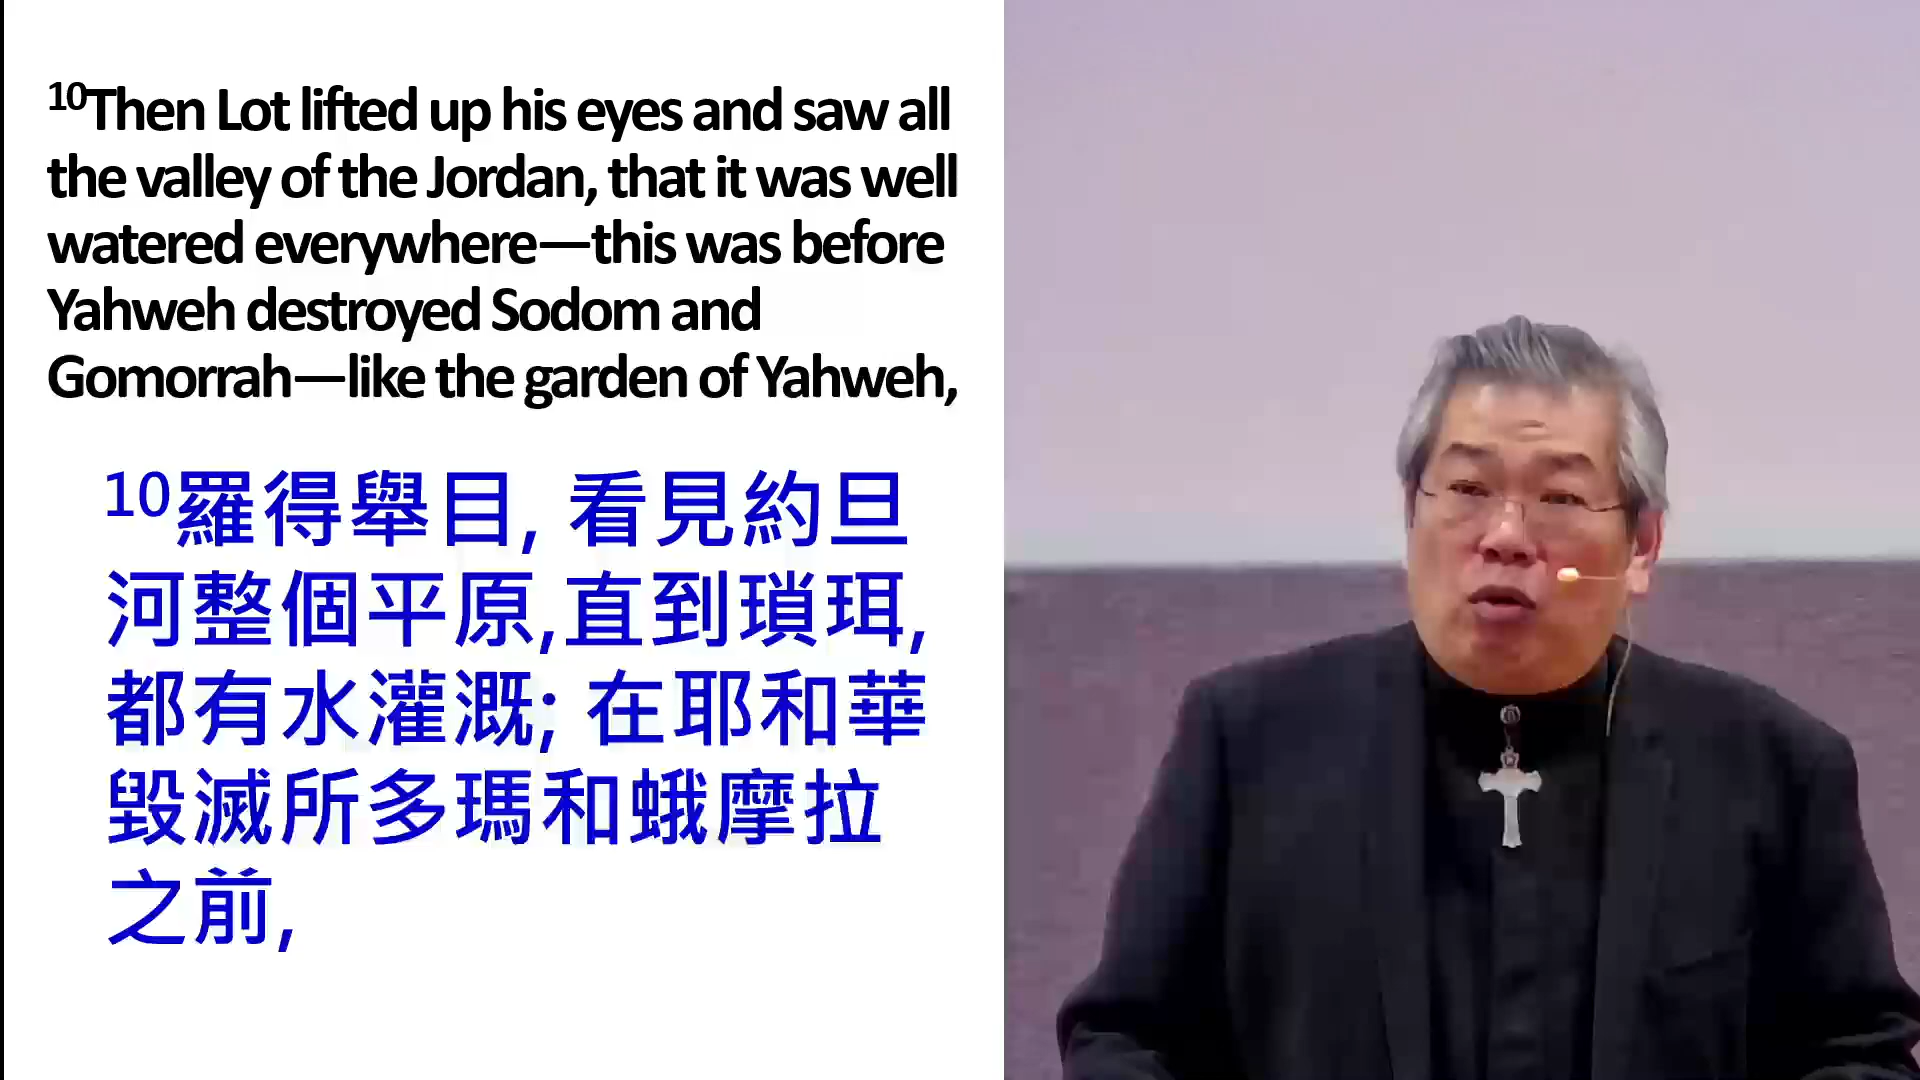 10Then Lot lifted up his eyes and saw all
the valley of the Jordan, that it was well
watered everywhere—this was before
Yahweh destroyed Sodom and
Gomorrah—like the garden of Yahweh,
10羅得舉目, 看見約旦
河整個平原,直到瑣珥,
都有水灌溉; 在耶和華
毀滅所多瑪和蛾摩拉
之前,